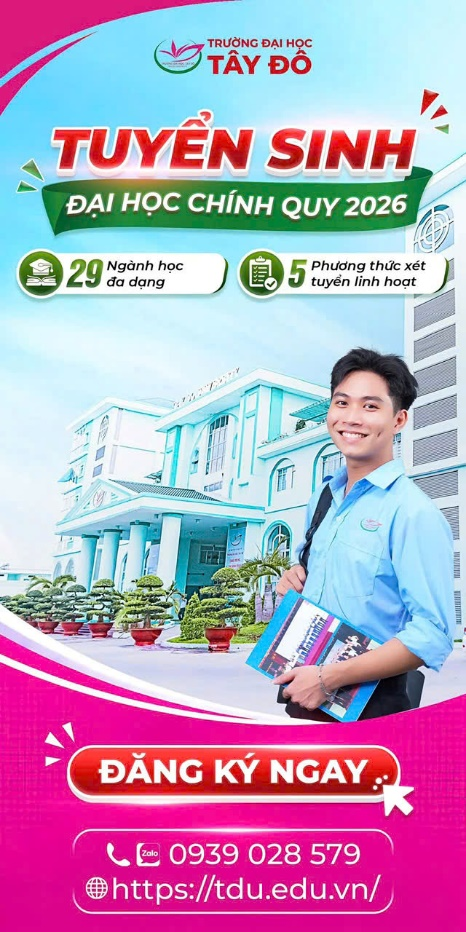 TRƯỜNG ĐẠI HỌC
TÂY ĐÔ
TUYỂN SINH
ĐẠI HỌC CHÍNH QUY 2026
29 Ngành học
đa dạng
5 Phương thức xét
tuyển linh hoạt
ĐĂNG KÝ NGAY
Zalo 0939 028 579
https://tdu.edu.vn/